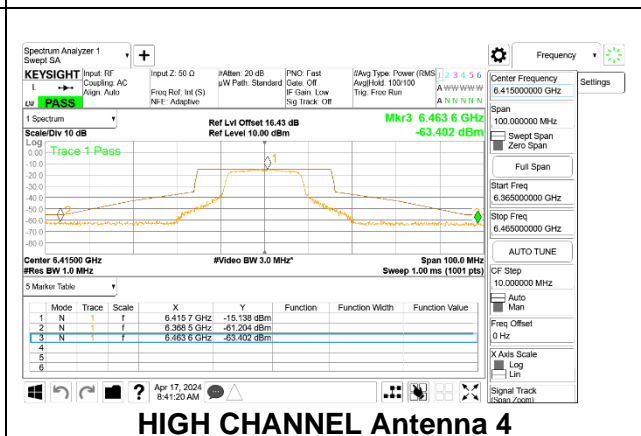 Spectrum Analyzer 1
Swept SA
Frequency
Settings
KEYSIGHT
Input: RF
Coupling: AC
Align: Auto
Input Z: 50 Ω
Freq Ref: Int (S)
NFE: Adaptive
#Atten: 20 dB
µW Path: Standard
PNO: Fast
Gate: Off
IF Gain: Low
Sig Track: Off
#Avg Type: Power (RMS
Avg|Hold: 100/100
Trig: Free Run
1 2 3 4 5 6
A W W W W W
A N N N N N
L
LNI PASS
1 Spectrum
Scale/Div 10 dB
Log
Ref Lvl Offset 16.43 dB
Ref Level 10.00 dBm
Mkr3 6.463 6 GHz
-63.402 dBm
Trace 1 Pass
0.00
-10.0
-20.0
-30.0
-40.0
-50.0
-60.0
-70.0
-80.0
1
2
Center 6.41500 GHz
#Res BW 1.0 MHz
#Video BW 3.0 MHz*
Span 100.0 MHz
Sweep 1.00 ms (1001 pts)
5 Marker Table
Mode Trace Scale X Y Function Function Width Function Value
1 N 1 f 6.415 7 GHz -15.138 dBm
2 N 1 f 6.368 5 GHz -61.204 dBm
3 N 1 f 6.463 6 GHz -63.402 dBm
4
5
6
Center Frequency
6.415000000 GHz
Span
100.000000 MHz
Swept Span
Zero Span
Full Span
Start Freq
6.365000000 GHz
Stop Freq
6.465000000 GHz
AUTO TUNE
CF Step
10.000000 MHz
Auto
Man
Freq Offset
0 Hz
X Axis Scale
Log
Lin
Signal Track
(Span Zoom)
Apr 17, 2024
8:41:20 AM
HIGH CHANNEL Antenna 4